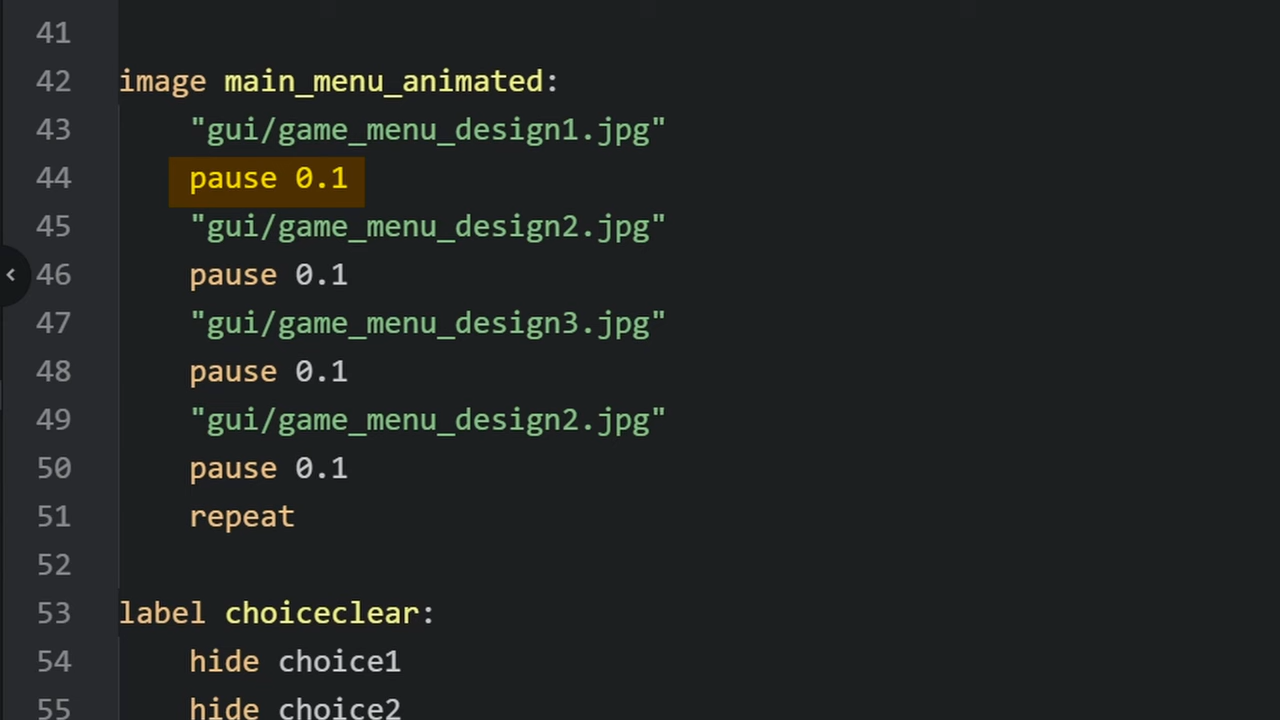 41
42 image main_menu_animated:
43 "gui/game_menu_design1.jpg"
44 pause 0.1
45 "gui/game_menu_design2.jpg"
46 pause 0.1
47 "gui/game_menu_design3.jpg"
48 pause 0.1
49 "gui/game_menu_design2.jpg"
50 pause 0.1
51 repeat
52
53 label choiceclear:
54 hide choice1
55 hide choice2